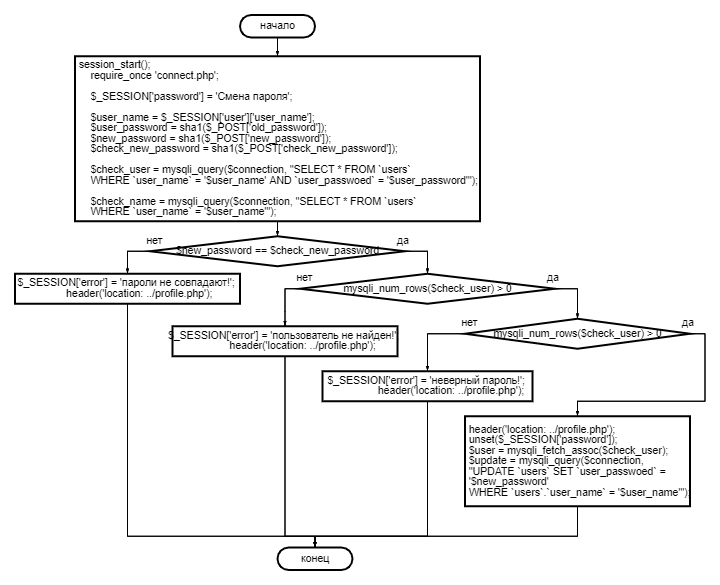 начало
session_start();
require_once 'connect.php';
$_SESSION['password'] = 'Смена пароля';
$user_name = $_SESSION['user']['user_name'];
$user_password = sha1($_POST['old_password']);
$new_password = sha1($_POST['new_password']);
$check_new_password = sha1($_POST['check_new_password']);
$check_user = mysqli_query($connection, "SELECT * FROM `users`
WHERE `user_name` = '$user_name' AND `user_passwoed` = '$user_password'");
$check_name = mysqli_query($connection, "SELECT * FROM `users`
WHERE `user_name` = '$user_name'");
нет
да
$new_password == $check_new_password
$_SESSION['error'] = 'пароли не совпадают!';
header('location: ../profile.php');
нет
да
mysqli_num_rows($check_user) > 0
$_SESSION['error'] = 'пользователь не найден!'
header('location: ../profile.php');
нет
да
mysqli_num_rows($check_user) > 0
$_SESSION['error'] = 'неверный пароль!';
header('location: ../profile.php');
header('location: ../profile.php');
unset($_SESSION['password']);
$user = mysqli_fetch_assoc($check_user);
$update = mysqli_query($connection,
"UPDATE `users` SET `user_passwoed` =
'$new_password'
WHERE `users`.`user_name` = '$user_name'");
конец